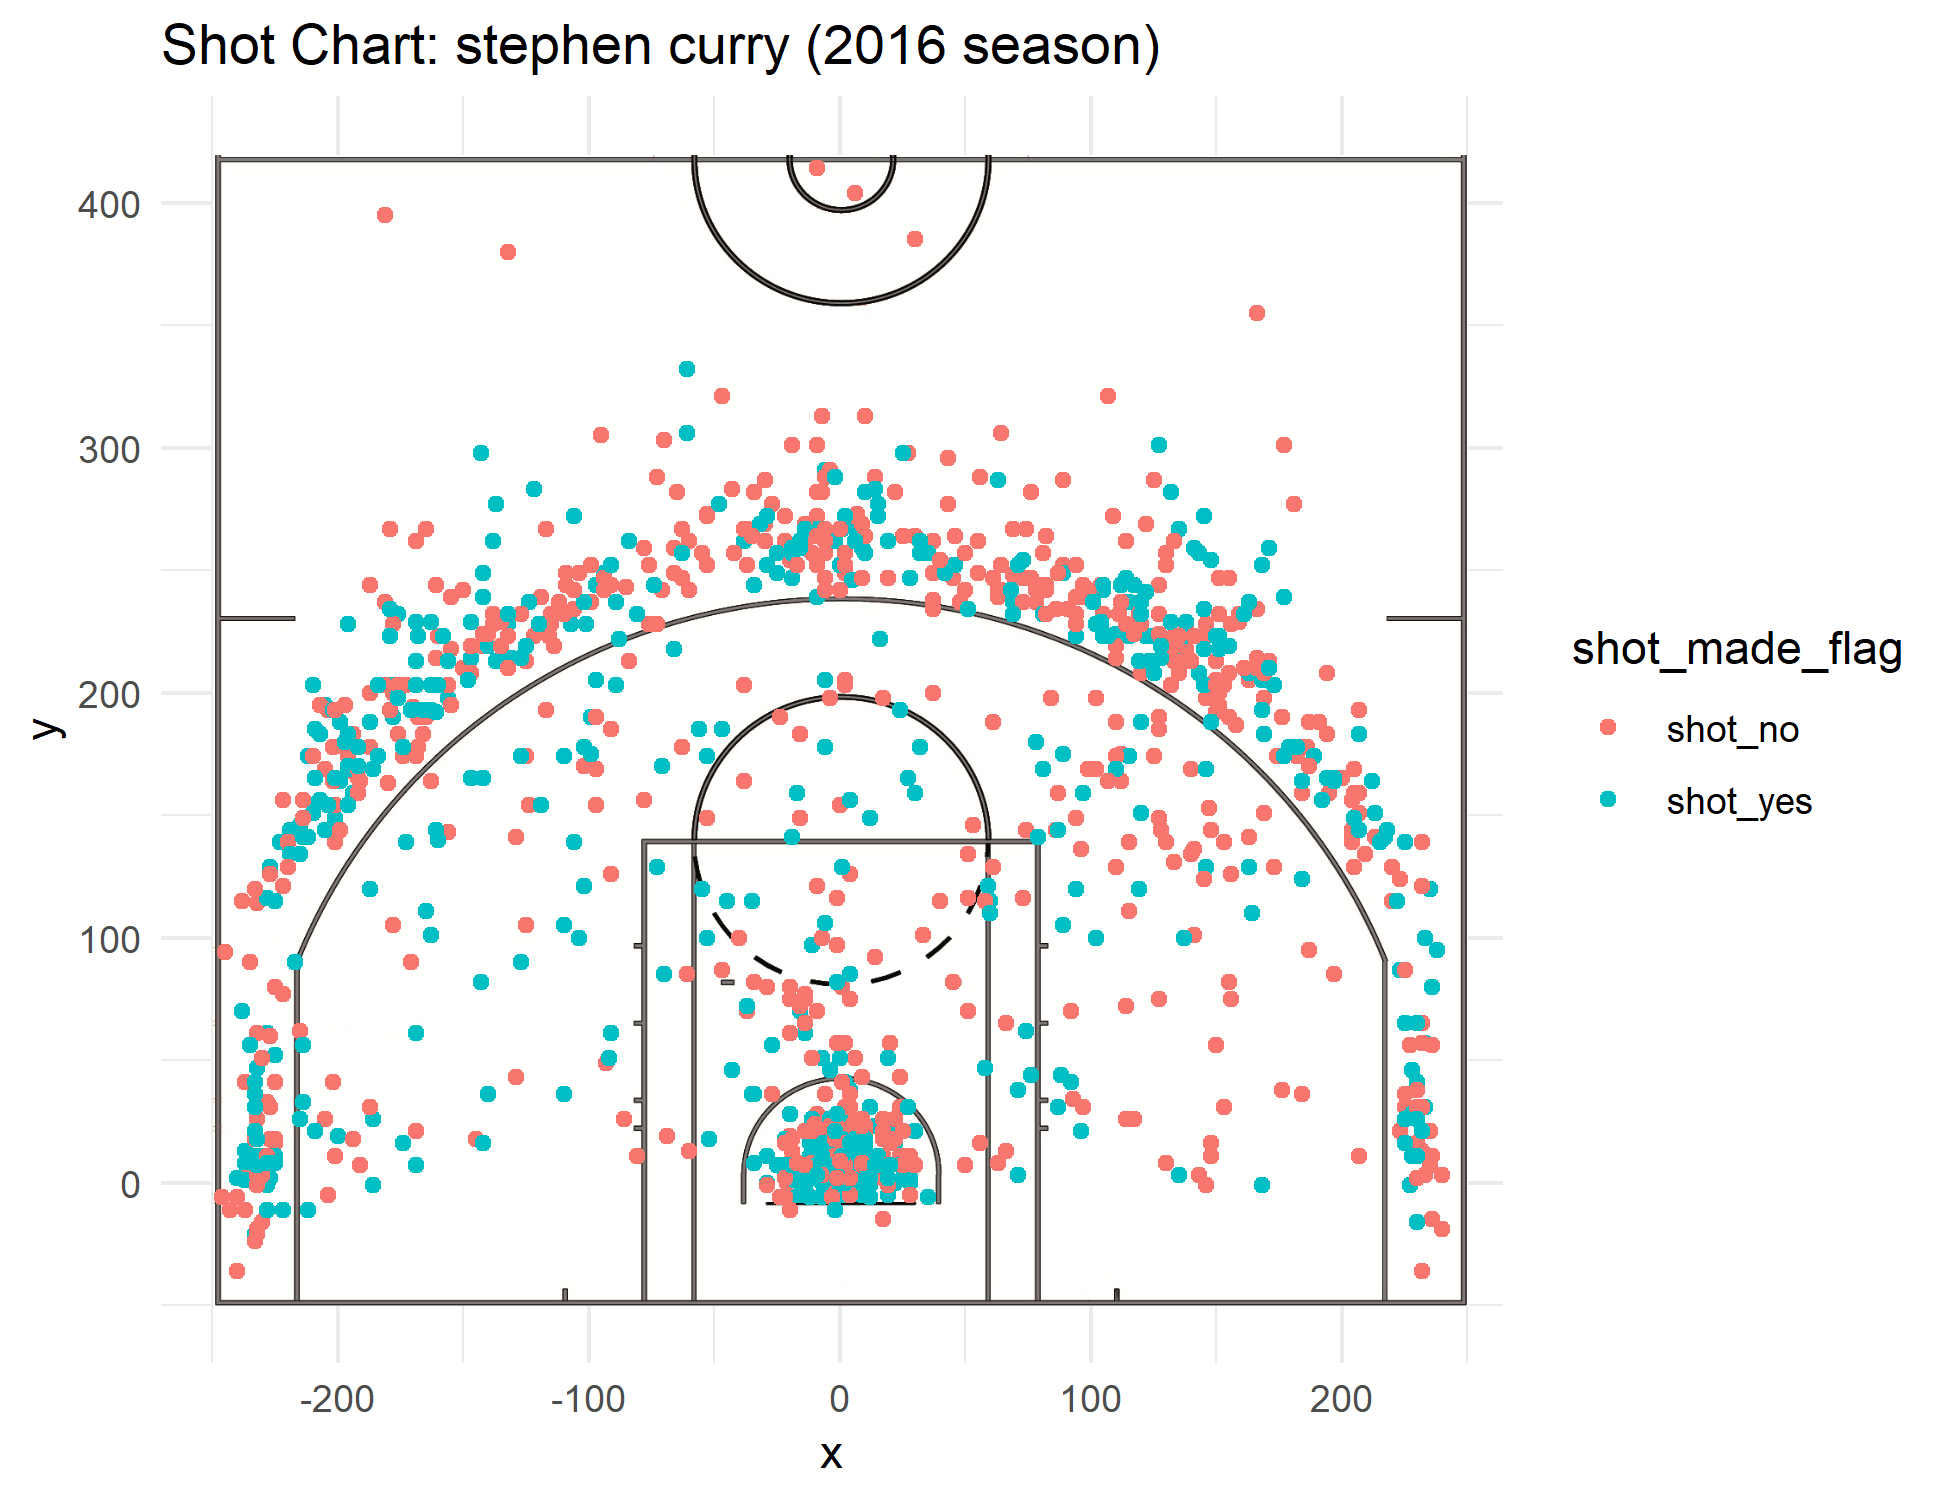 Shot Chart: stephen curry (2016 season)
400
300
200
100
0
y
-200 -100 0 100 200
x
shot_made_flag
shot_no
shot_yes